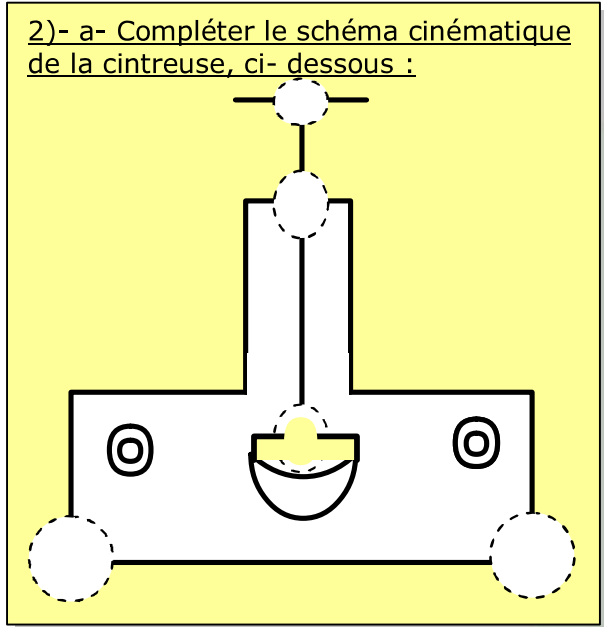 2)- a- Compléter le schéma cinématique
de la cintreuse, ci- dessous :